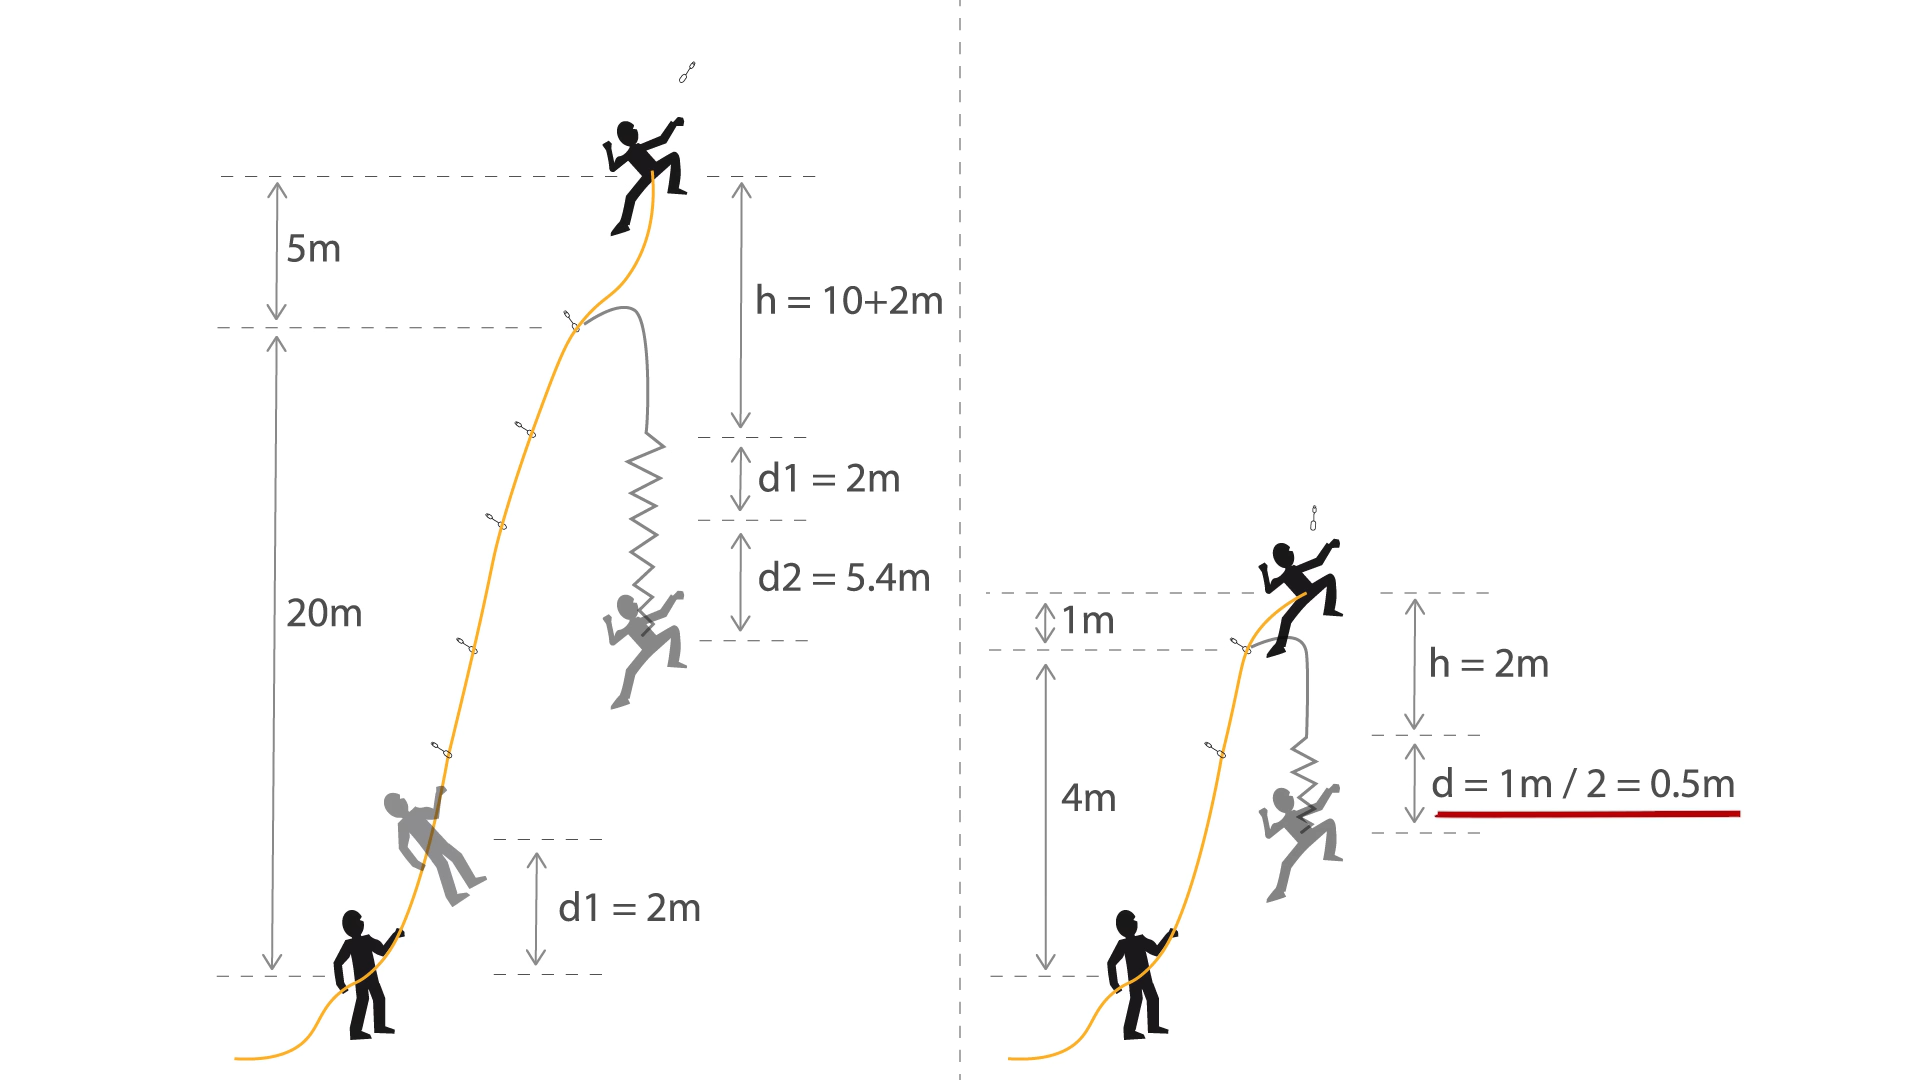 5m
h = 10+2m
d1 = 2m
d2 = 5.4m
20m
d1 = 2m
1m
h = 2m
4m
d = 1m / 2 = 0.5m